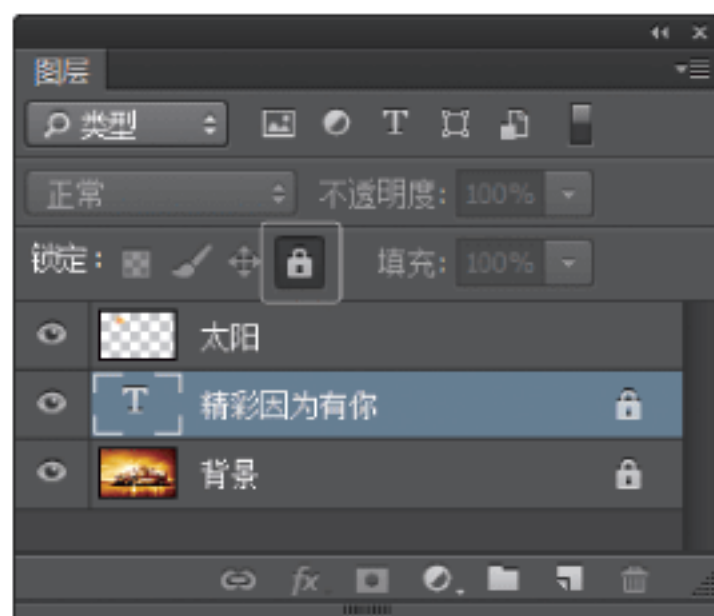 图层
类型
正常 不透明度: 100%
锁定: 填充: 100%
太阳
T 精彩因为有你
背景
fx